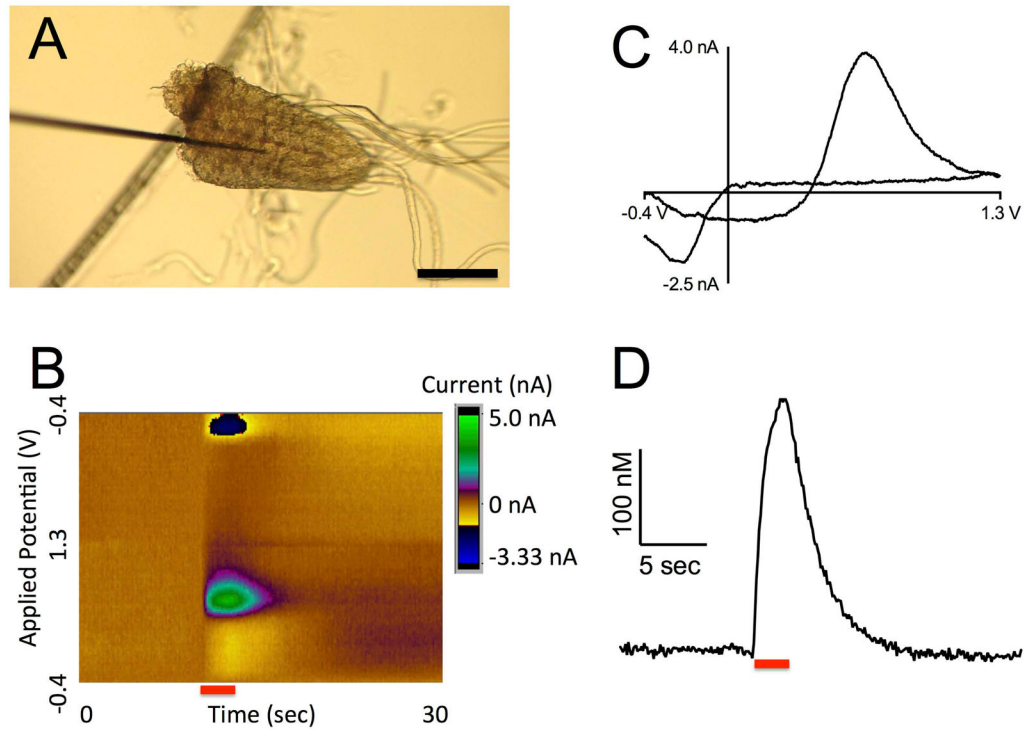 A
C
4.0 nA
-0.4 V
1.3 V
-2.5 nA
B
Current (nA)
5.0 nA
0 nA
-3.33 nA
Applied Potential (V)
-0.4
1.3
-0.4
0
Time (sec)
30
D
100 nM
5 sec